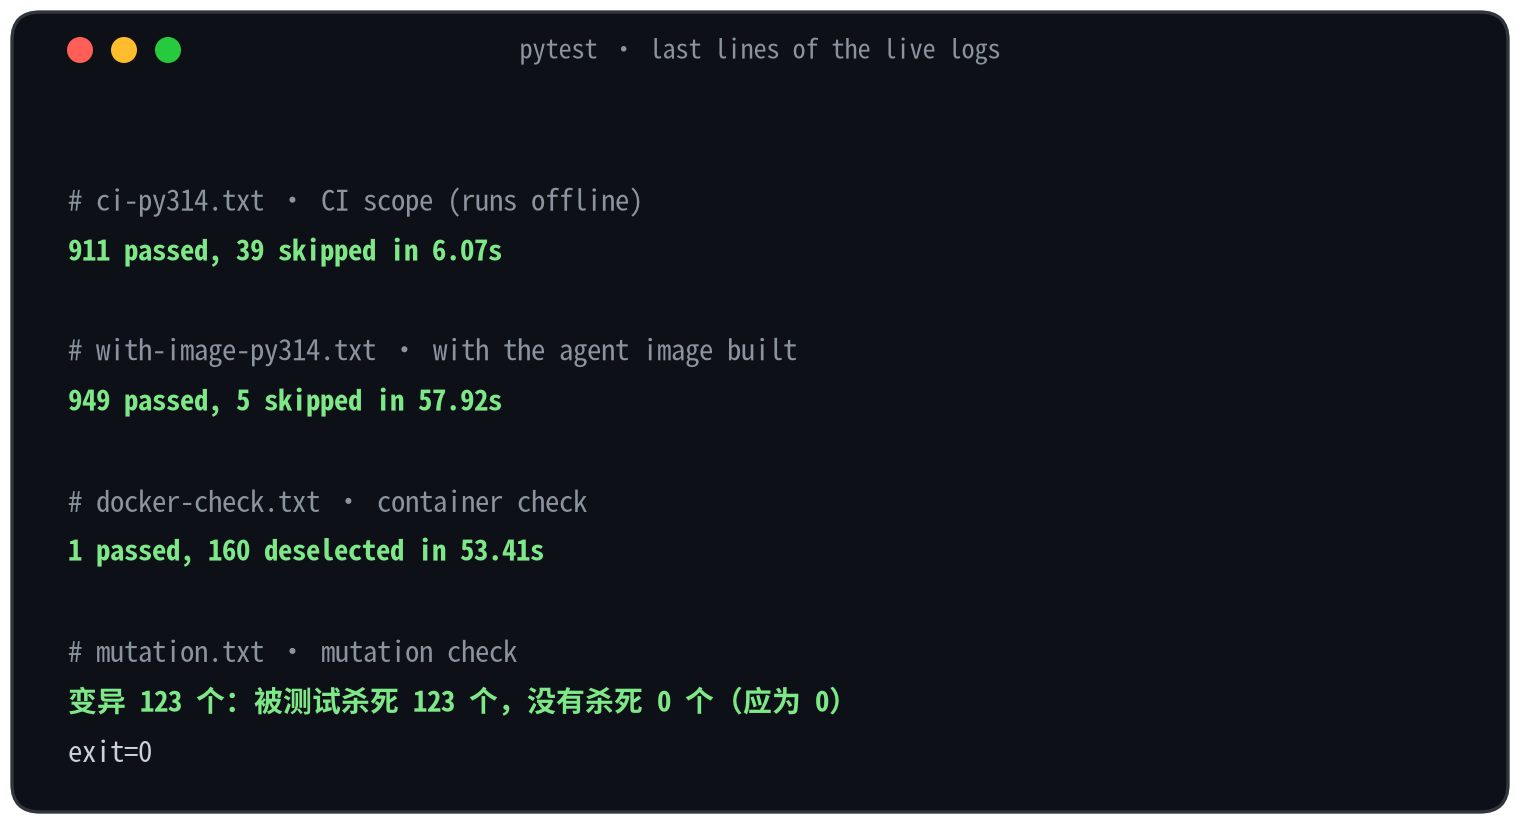 pytest · last lines of the live logs
# ci-py314.txt · CI scope (runs offline)
911 passed, 39 skipped in 6.07s
# with-image-py314.txt · with the agent image built
949 passed, 5 skipped in 57.92s
# docker-check.txt · container check
1 passed, 160 deselected in 53.41s
# mutation.txt · mutation check
变异 123 个：被测试杀死 123 个，没有杀死 0 个（应为 0）
exit=0